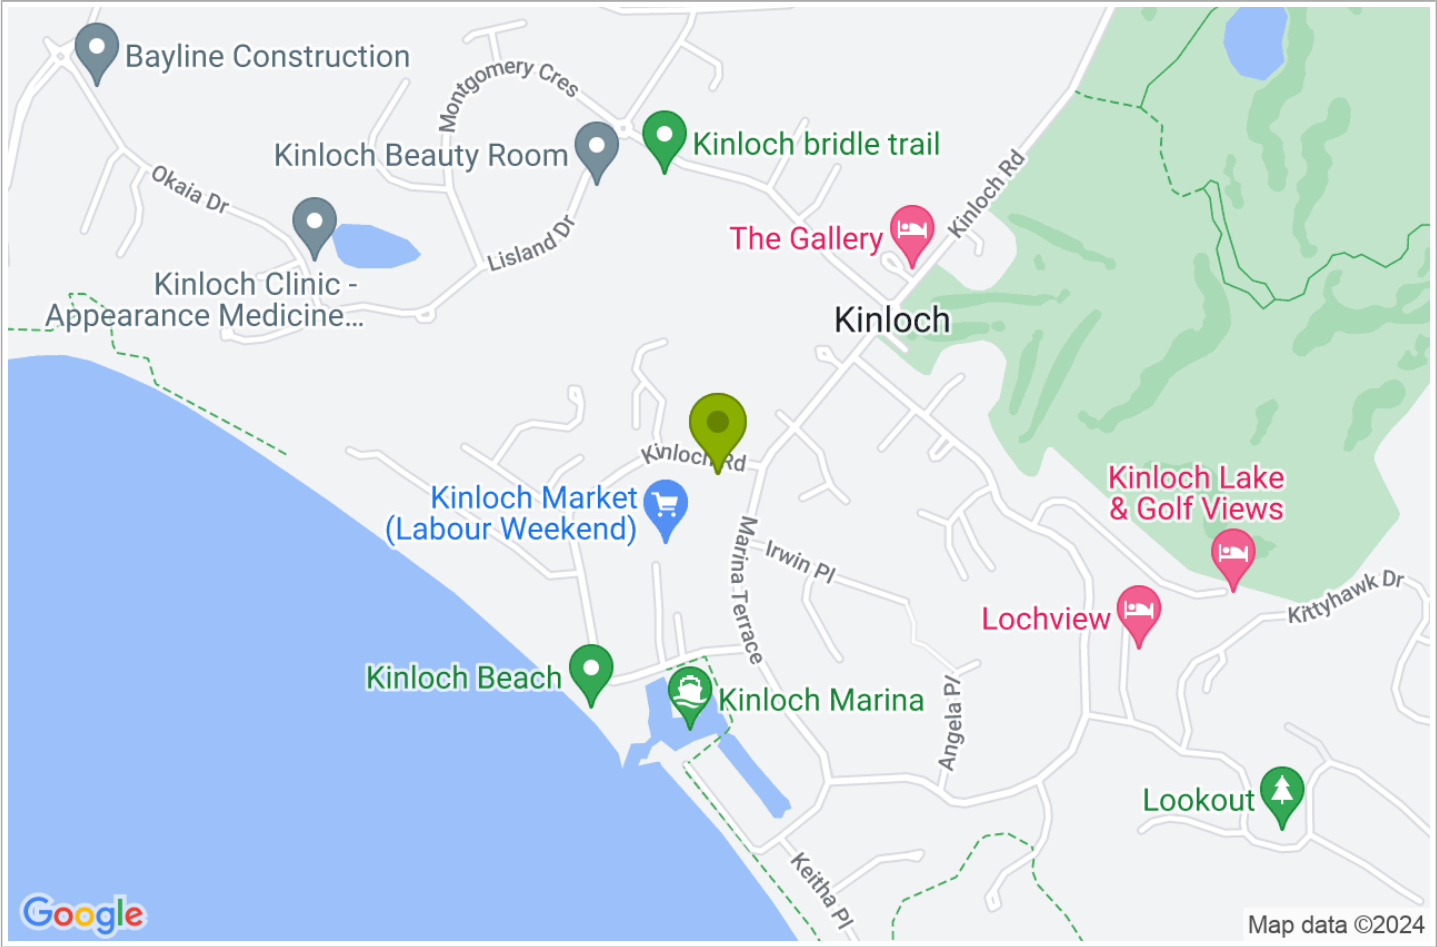 Bayline Construction
Montgomery Cres
Kinloch Beauty Room
Kinloch bridle trail
Okaia Dr
Kinloch Rd
Lisland Dr
The Gallery
Kinloch Clinic -
Appearance Medicine...
Kinloch
Kinloch Rd
Kinloch Market
(Labour Weekend)
Kinloch Lake
& Golf Views
Marina Terrace
Irwin Pl
Kittyhawk Dr
Lochview
Kinloch Beach
Kinloch Marina
Angela Pl
Lookout
Keitha Pl
Google
Map data ©2024